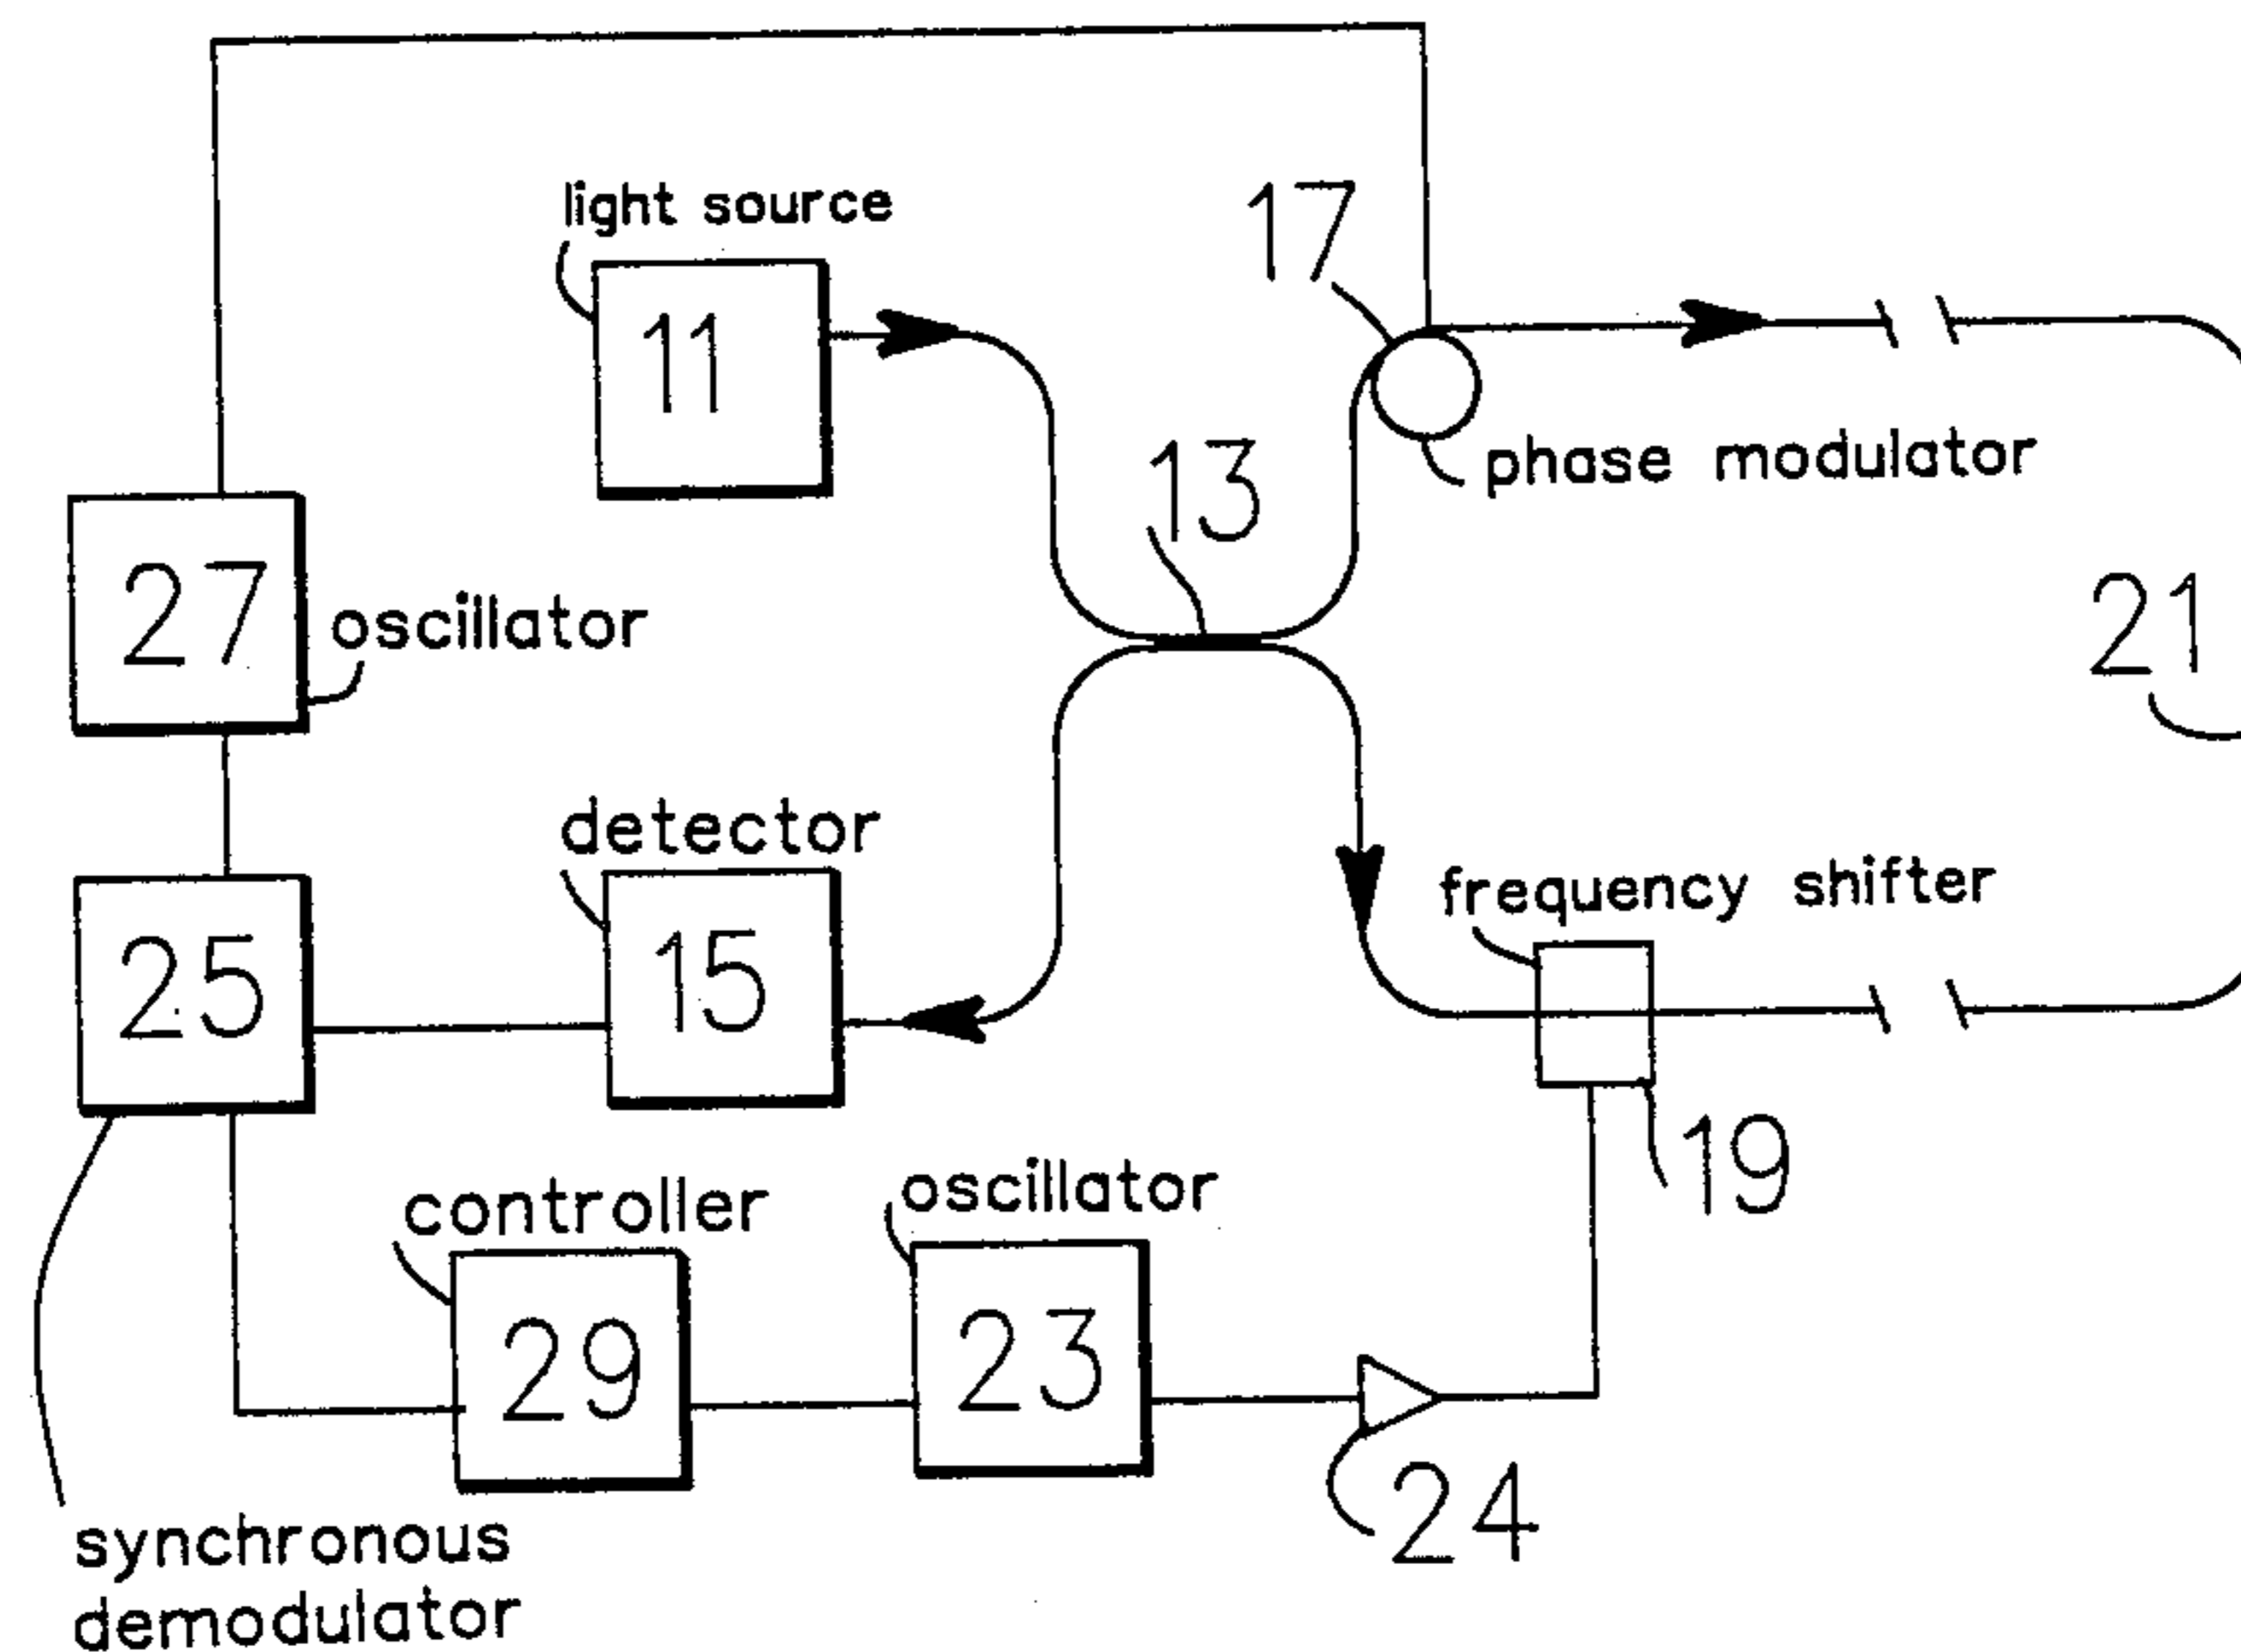 light source
11
17
phase modulator
13
27
oscillator
21
detector
15
25
frequency shifter
19
controller
29
oscillator
23
24
synchronous
demodulator